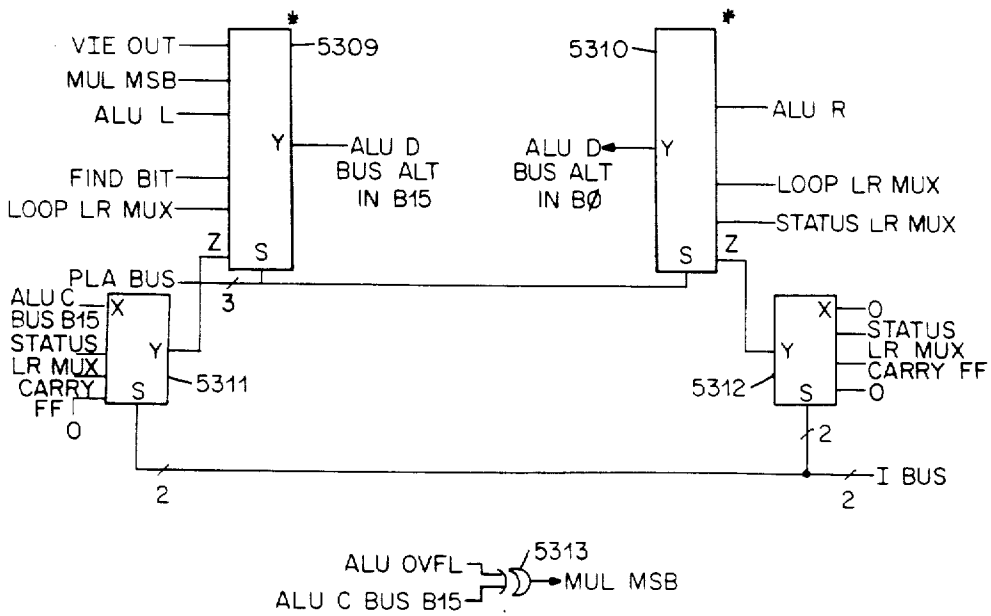 *
*
VIE OUT
5309
5310
MUL MSB
ALU R
ALU L
Y
ALU D
BUS ALT
IN B15
ALU D
BUS ALT
IN BØ
Y
FIND BIT
LOOP LR MUX
LOOP LR MUX
STATUS LR MUX
Z
S
S
Z
PLA BUS
3
ALU C
BUS B15
X
X
0
STATUS
STATUS
LR MUX
Y
Y
LR MUX
CARRY
FF
CARRY FF
S
5311
5312
S
0
0
2
2
2
I BUS
ALU OVFL
5313
ALU C BUS B15
MUL MSB